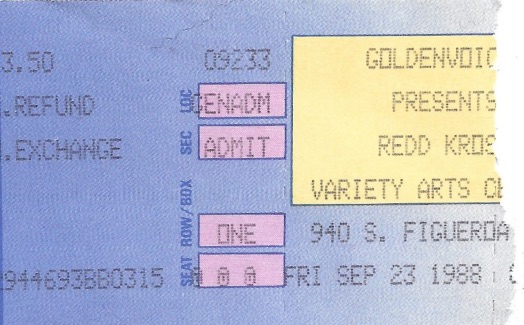 3.50 09233 GOLDENVOIC
.REFUND LOC GENADM PRESENTS
.EXCHANGE SEC ADMIT REDD KROS
VARIETY ARTS CE
ROW/BOX ONE 940 S. FIGUEROA
944693BB0315 SEAT 0 0 0 FRI SEP 23 1988